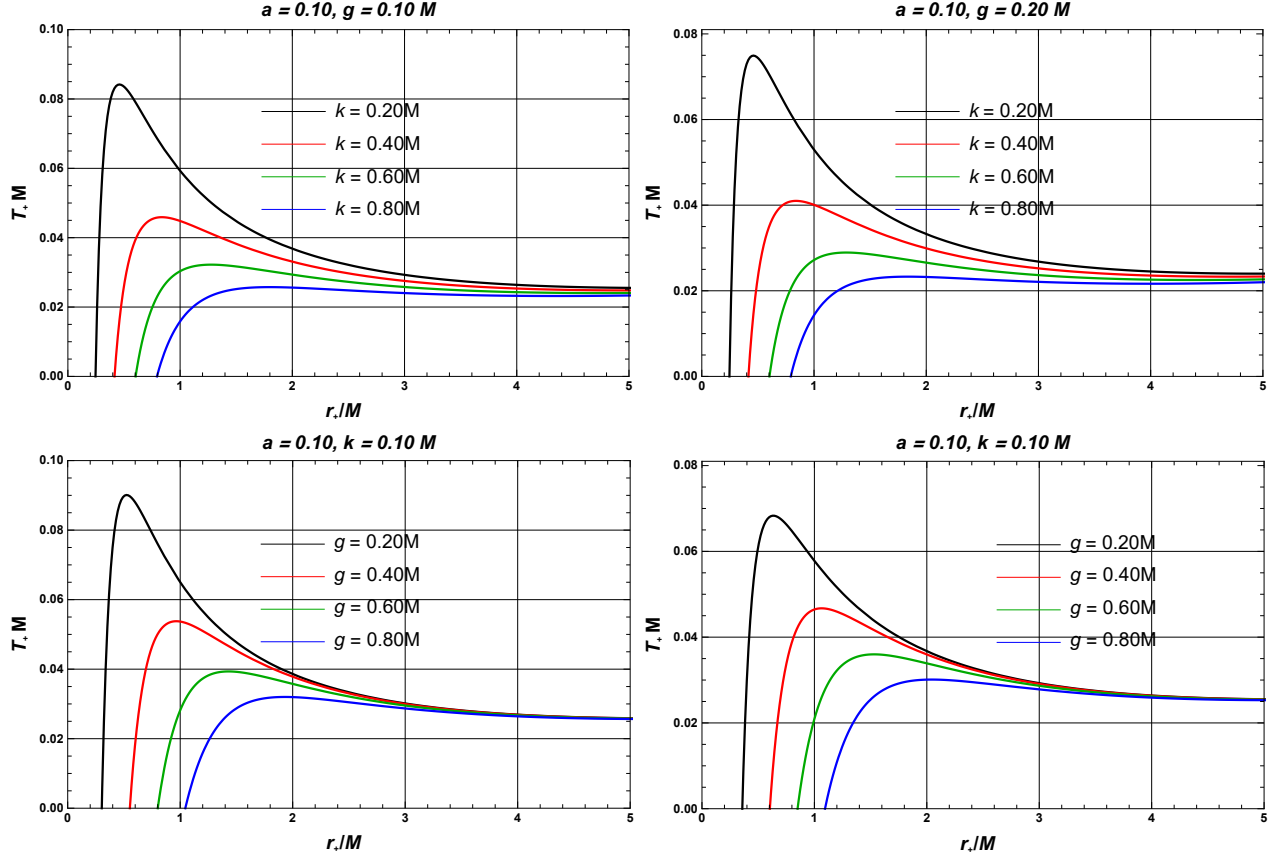 a = 0.10, g = 0.10 M
0.10
0.08
0.06
0.04
0.02
0.00
T₊ M
k = 0.20M
k = 0.40M
k = 0.60M
k = 0.80M
0 1 2 3 4 5
r₊/M
a = 0.10, g = 0.20 M
0.08
0.06
0.04
0.02
0.00
T₊ M
k = 0.20M
k = 0.40M
k = 0.60M
k = 0.80M
0 1 2 3 4 5
r₊/M
a = 0.10, k = 0.10 M
0.10
0.08
0.06
0.04
0.02
0.00
T₊ M
g = 0.20M
g = 0.40M
g = 0.60M
g = 0.80M
0 1 2 3 4 5
r₊/M
a = 0.10, k = 0.10 M
0.08
0.06
0.04
0.02
0.00
T₊ M
g = 0.20M
g = 0.40M
g = 0.60M
g = 0.80M
0 1 2 3 4 5
r₊/M